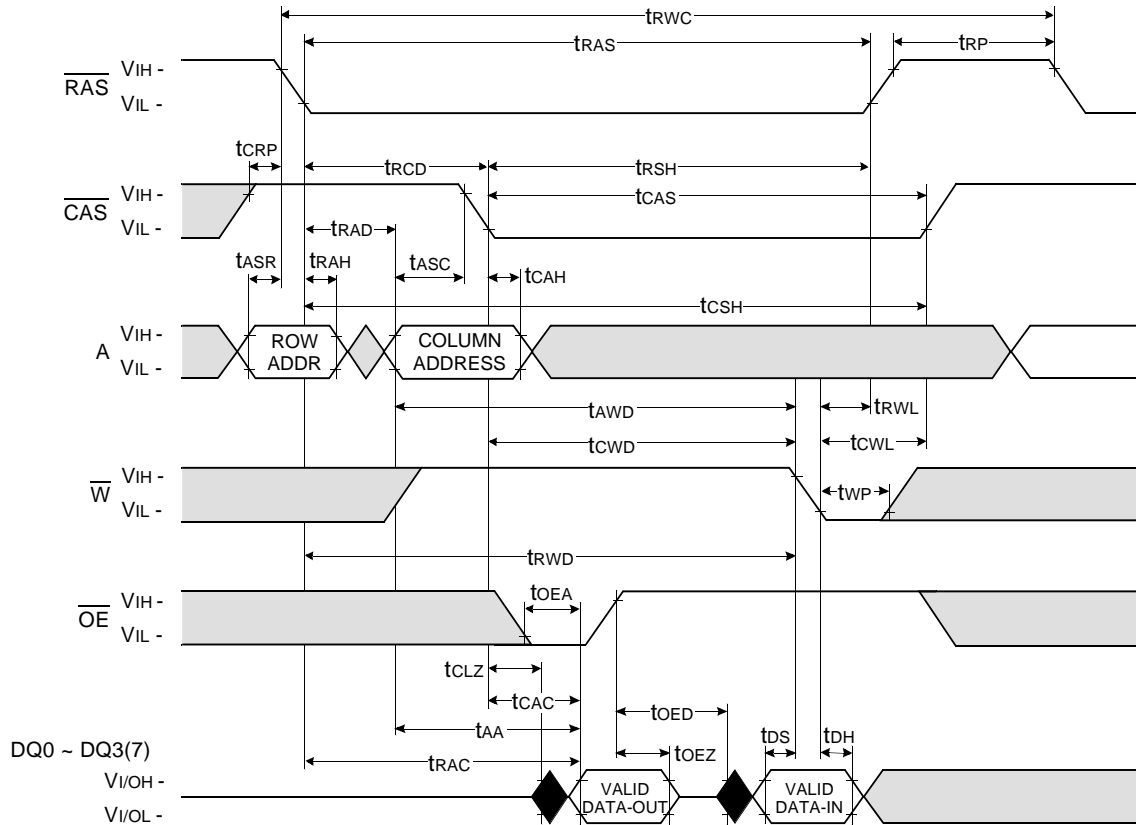 tRWC
tRAS
tRP
RAS
VIH -
VIL -
tCRP
tRCD
tRSH
CAS
VIH -
VIL -
tCAS
tRAD
tASR
tRAH
tASC
tCAH
tCSH
A
VIH -
VIL -
ROW
ADDR
COLUMN
ADDRESS
tAWD
tRWL
tCWD
tCWL
W
VIH -
VIL -
tWP
tRWD
OE
VIH -
VIL -
tOEA
tCLZ
tCAC
tOED
tAA
tOEZ
tDS
tDH
DQ0 ~ DQ3(7)
tRAC
VI/OH -
VI/OL -
VALID
DATA-OUT
VALID
DATA-IN